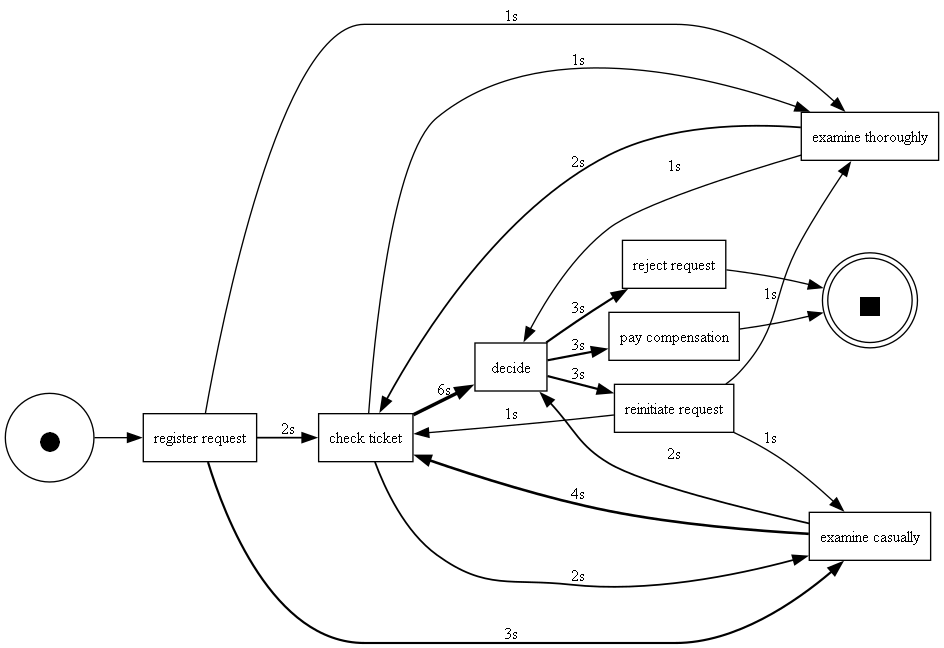 1s
1s
examine thoroughly
2s
1s
reject request
1s
3s
pay compensation
3s
decide
3s
6s
reinitiate request
1s
register request
2s
check ticket
1s
2s
4s
examine casually
2s
3s